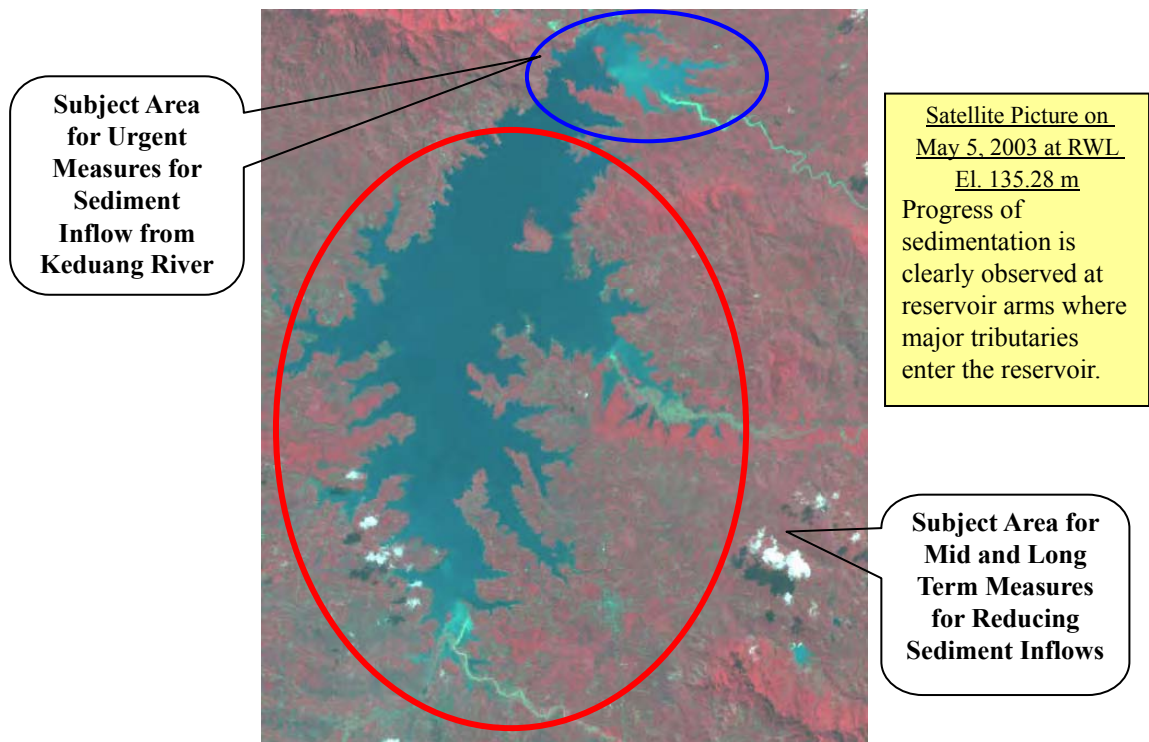 Subject Area
for Urgent
Measures for
Sediment
Inflow from
Keduang River
Satellite Picture on
May 5, 2003 at RWL
El. 135.28 m
Progress of
sedimentation is
clearly observed at
reservoir arms where
major tributaries
enter the reservoir.
Subject Area for
Mid and Long
Term Measures
for Reducing
Sediment Inflows